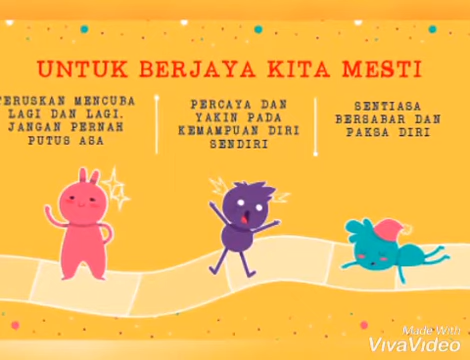 UNTUK BERJAYA KITA MESTI
TERUSKAN MENCUBA
LAGI DAN LAGI.
JANGAN PERNAH
PUTUS ASA
PERCAYA DAN
YAKIN PADA
KEMAMPUAN DIRI
SENDIRI
SENTIASA
BERSABAR DAN
PAKSA DIRI
Made With
VivaVideo